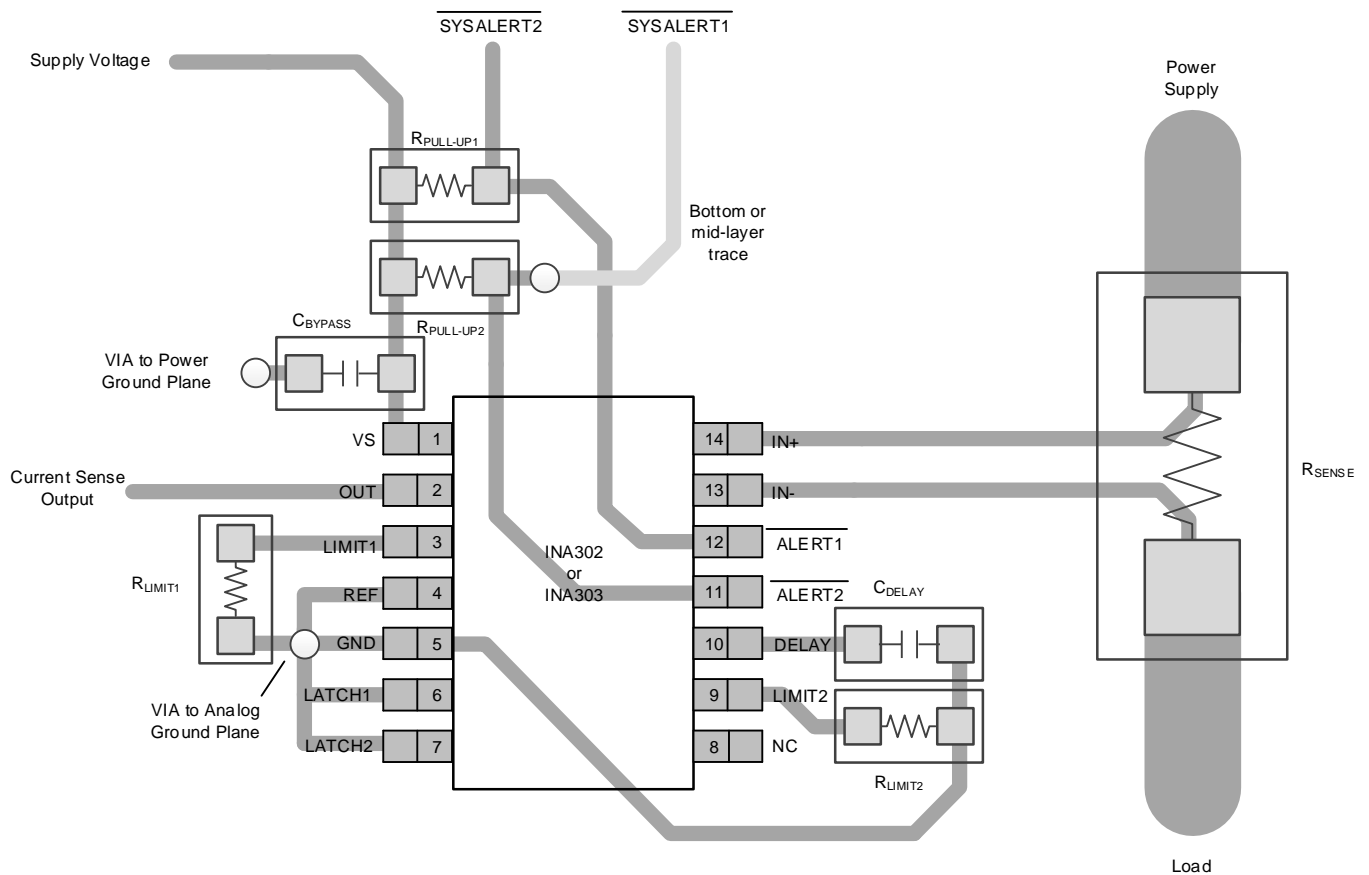 SYSALERT2
SYSALERT1
Supply Voltage
Power
Supply
RPULL-UP1
Bottom or
mid-layer
trace
RPULL-UP2
CBYPASS
VIA to Power
Ground Plane
VS
1
14
IN+
Current Sense
Output
OUT
2
13
IN-
RSENSE
LIMIT1
3
12
ALERT1
INA302
or
INA303
RLIMIT1
REF
4
11
ALERT2
CDELAY
GND
5
10
DELAY
LATCH1
6
9
LIMIT2
VIA to Analog
Ground Plane
LATCH2
7
8
NC
RLIMIT2
Load